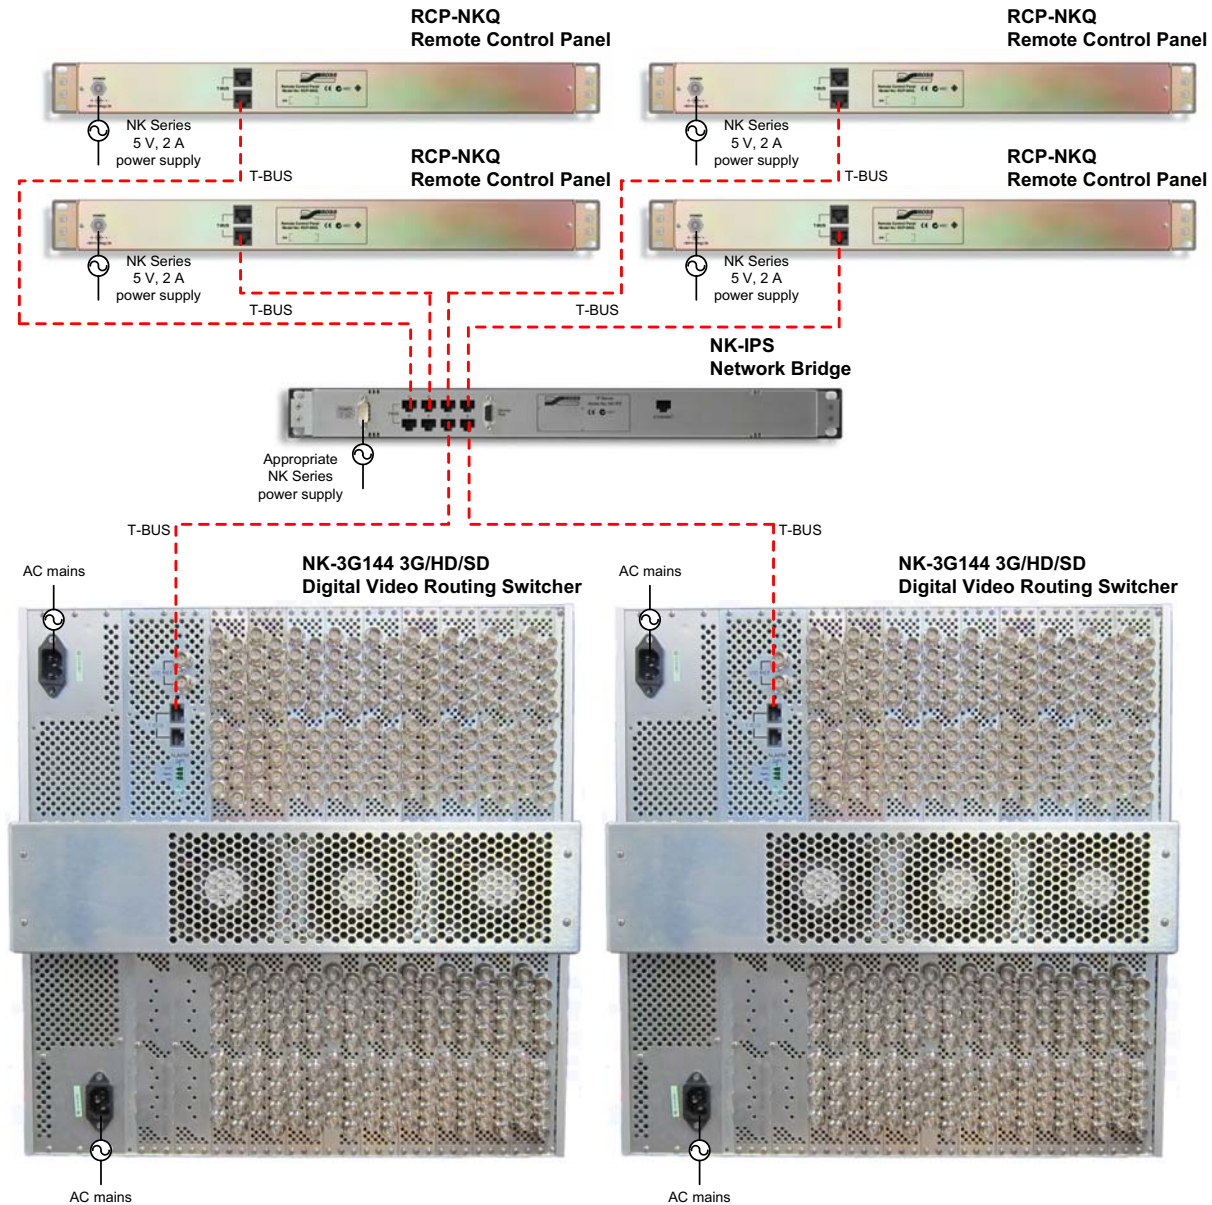 RCP-NKQ
Remote Control Panel
RCP-NKQ
Remote Control Panel
NK Series
5 V, 2 A
power supply
NK Series
5 V, 2 A
power supply
T-BUS
T-BUS
RCP-NKQ
Remote Control Panel
RCP-NKQ
Remote Control Panel
NK Series
5 V, 2 A
power supply
NK Series
5 V, 2 A
power supply
T-BUS
T-BUS
NK-IPS
Network Bridge
Appropriate
NK Series
power supply
T-BUS
T-BUS
NK-3G144 3G/HD/SD
Digital Video Routing Switcher
NK-3G144 3G/HD/SD
Digital Video Routing Switcher
AC mains
AC mains
AC mains
AC mains